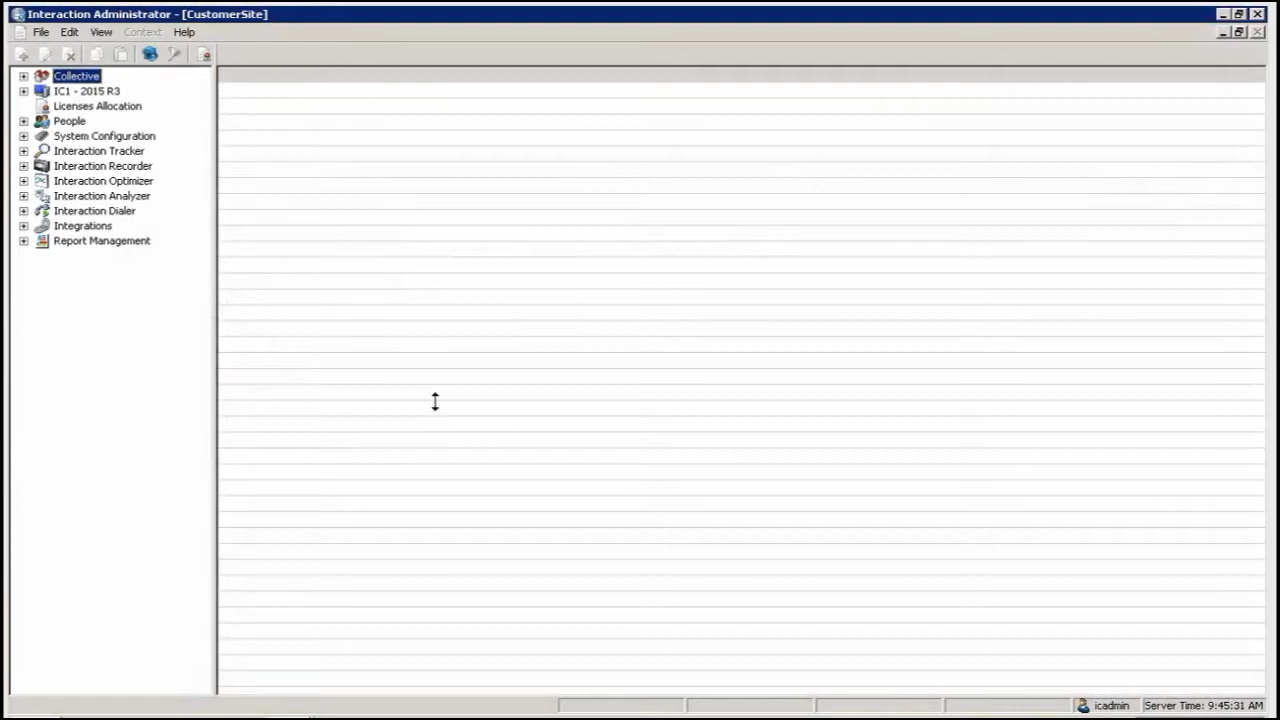 Interaction Administrator - [CustomerSite]
File Edit View Context Help
Collective
IC1 - 2015 R3
Licenses Allocation
People
System Configuration
Interaction Tracker
Interaction Recorder
Interaction Optimizer
Interaction Analyzer
Interaction Dialer
Integrations
Report Management
icadmin Server Time: 9:45:31 AM